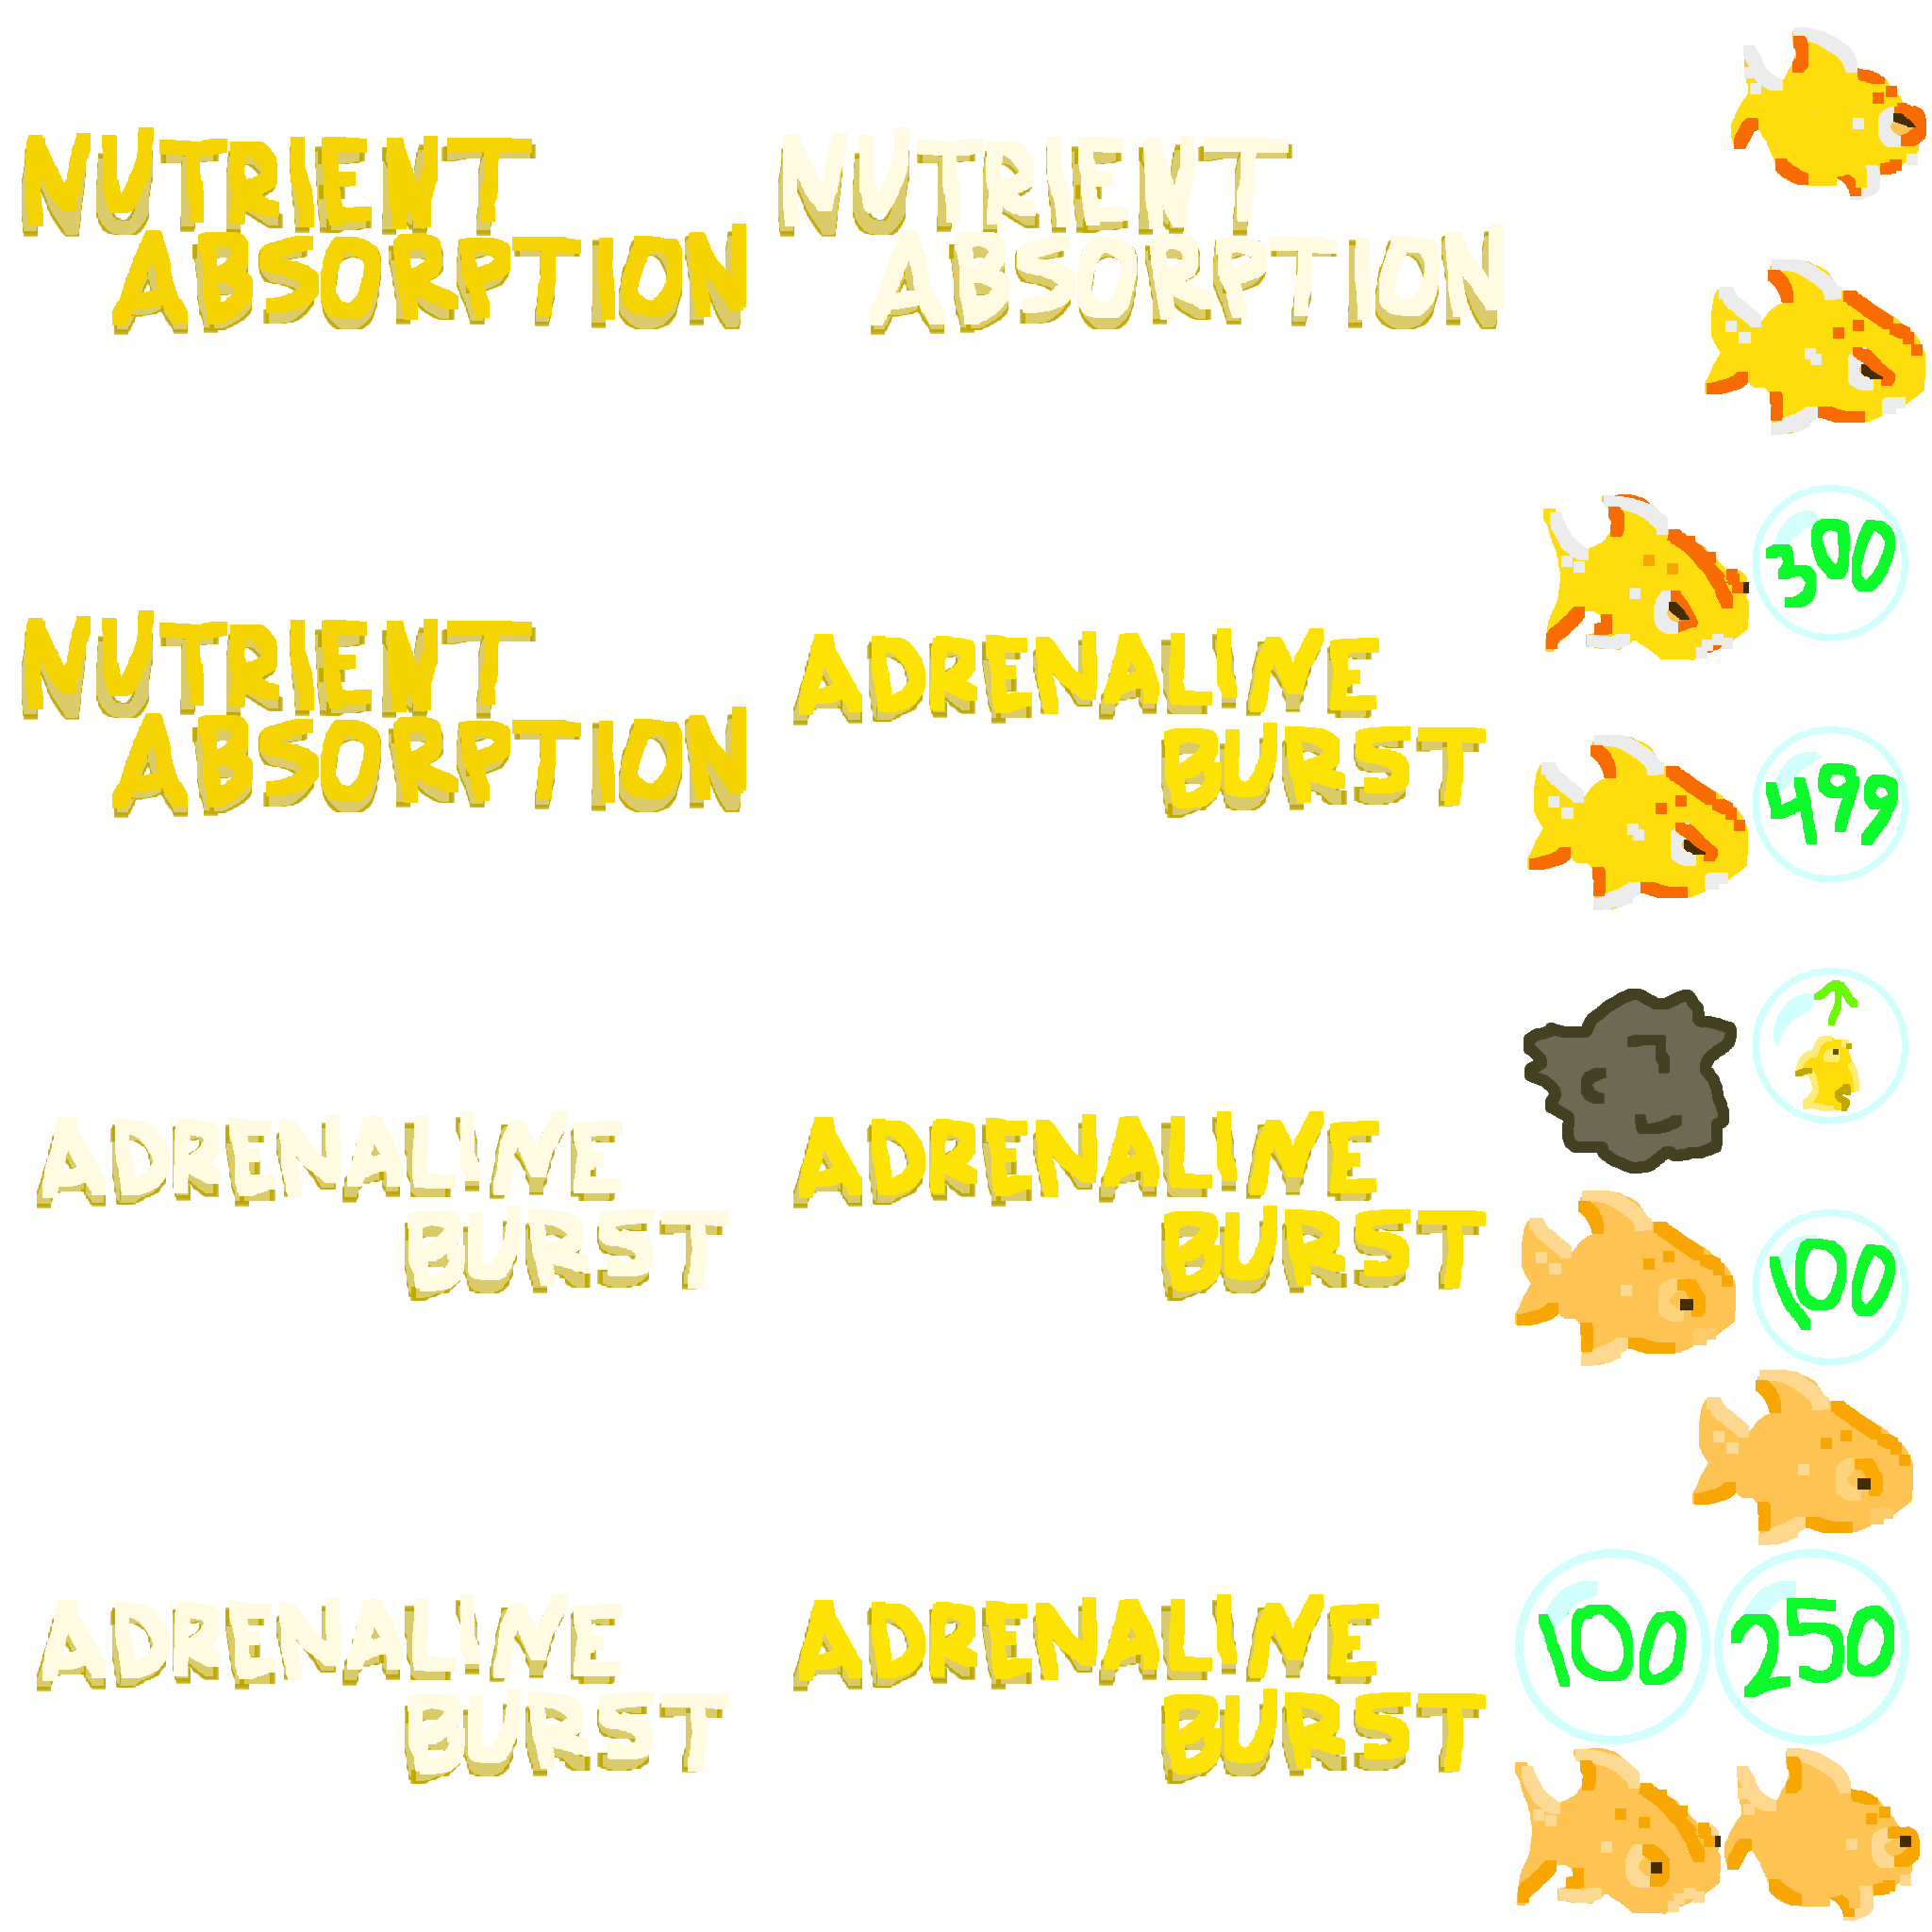 NUTRIENT
ABSORPTION
NUTRIENT
ABSORPTION
300
NUTRIENT
ABSORPTION
ADRENALINE
BURST
499
ADRENALINE
BURST
ADRENALINE
BURST
100
100
250
ADRENALINE
BURST
ADRENALINE
BURST